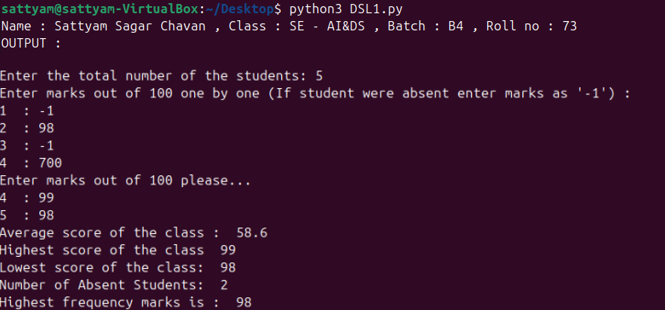 sattyam@sattyam-VirtualBox:~/Desktop$ python3 DSL1.py
Name : Sattyam Sagar Chavan , Class : SE - AI&DS , Batch : B4 , Roll no : 73
OUTPUT :
Enter the total number of the students: 5
Enter marks out of 100 one by one (If student were absent enter marks as '-1') :
1  : -1
2  : 98
3  : -1
4  : 700
Enter marks out of 100 please...
4  : 99
5  : 98
Average score of the class :  58.6
Highest score of the class  99
Lowest score of the class:  98
Number of Absent Students:  2
Highest frequency marks is :  98